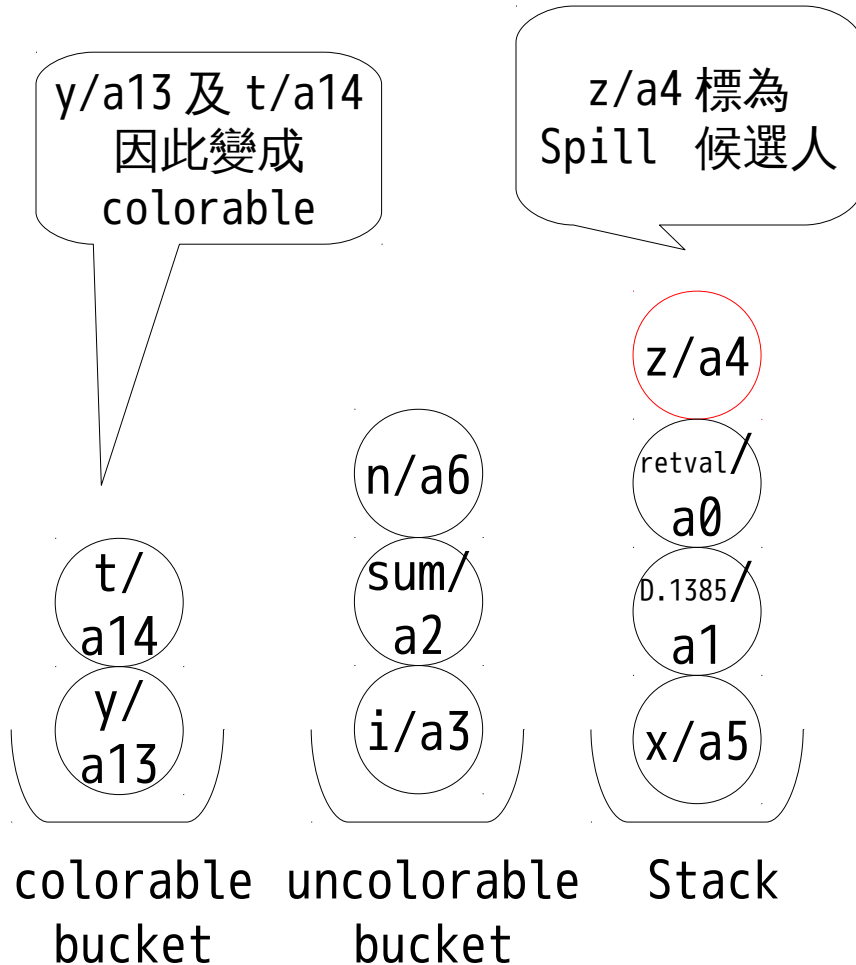 y/a13 及 t/a14
因此變成
colorable
z/a4 標為
Spill 候選人
z/a4
retval/
a0
D.1385/
a1
x/a5
n/a6
sum/
a2
i/a3
t/
a14
y/
a13
colorable
bucket
uncolorable
bucket
Stack